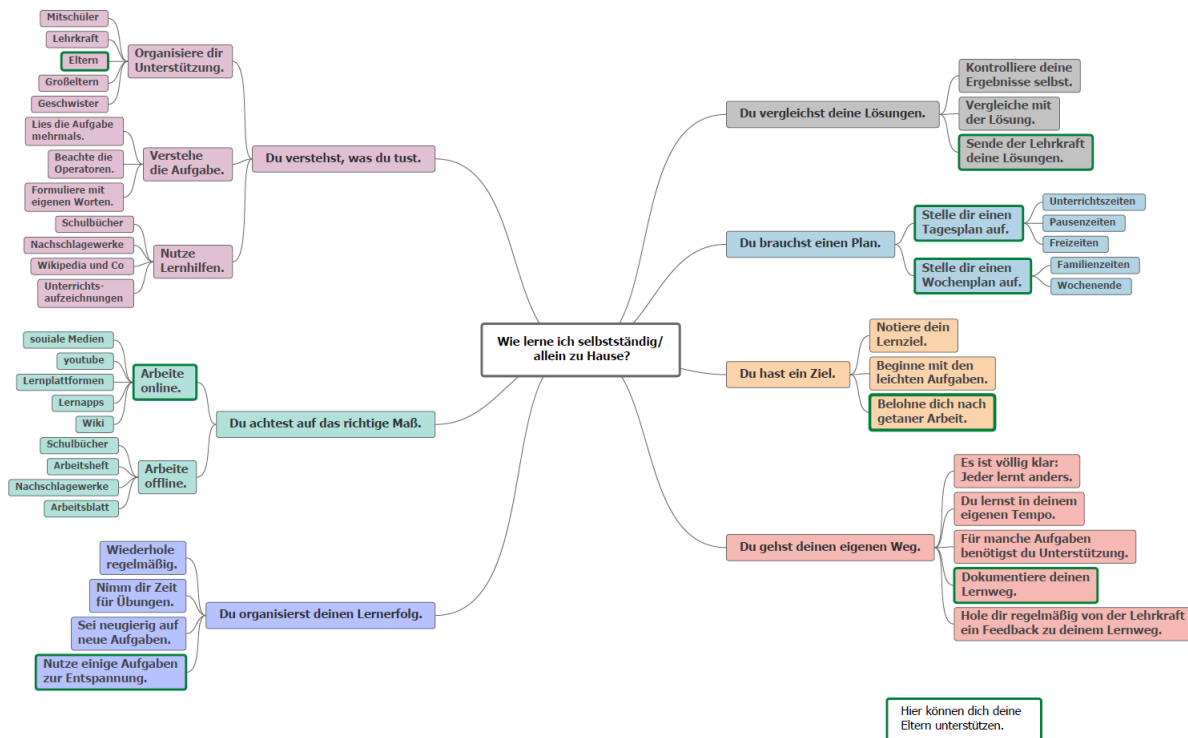 Wie lerne ich selbstständig/
allein zu Hause?
Du verstehst, was du tust.
Organisiere dir
Unterstützung.
Mitschüler
Lehrkraft
Eltern
Großeltern
Geschwister
Verstehe
die Aufgabe.
Lies die Aufgabe
mehrmals.
Beachte die
Operatoren.
Formuliere mit
eigenen Worten.
Nutze
Lernhilfen.
Schulbücher
Nachschlagewerke
Wikipedia und Co
Unterrichts-
aufzeichnungen
Du achtest auf das richtige Maß.
Arbeite
online.
souiale Medien
youtube
Lernplattformen
Lernapps
Wiki
Arbeite
offline.
Schulbücher
Arbeitsheft
Nachschlagewerke
Arbeitsblatt
Du organisierst deinen Lernerfolg.
Wiederhole
regelmäßig.
Nimm dir Zeit
für Übungen.
Sei neugierig auf
neue Aufgaben.
Nutze einige Aufgaben
zur Entspannung.
Du vergleichst deine Lösungen.
Kontrolliere deine
Ergebnisse selbst.
Vergleiche mit
der Lösung.
Sende der Lehrkraft
deine Lösungen.
Du brauchst einen Plan.
Stelle dir einen
Tagesplan auf.
Unterrichtszeiten
Pausenzeiten
Freizeiten
Stelle dir einen
Wochenplan auf.
Familienzeiten
Wochenende
Du hast ein Ziel.
Notiere dein
Lernziel.
Beginne mit den
leichten Aufgaben.
Belohne dich nach
getaner Arbeit.
Du gehst deinen eigenen Weg.
Es ist völlig klar:
Jeder lernt anders.
Du lernst in deinem
eigenen Tempo.
Für manche Aufgaben
benötigst du Unterstützung.
Dokumentiere deinen
Lernweg.
Hole dir regelmäßig von der Lehrkraft
ein Feedback zu deinem Lernweg.
Hier können dich deine
Eltern unterstützen.